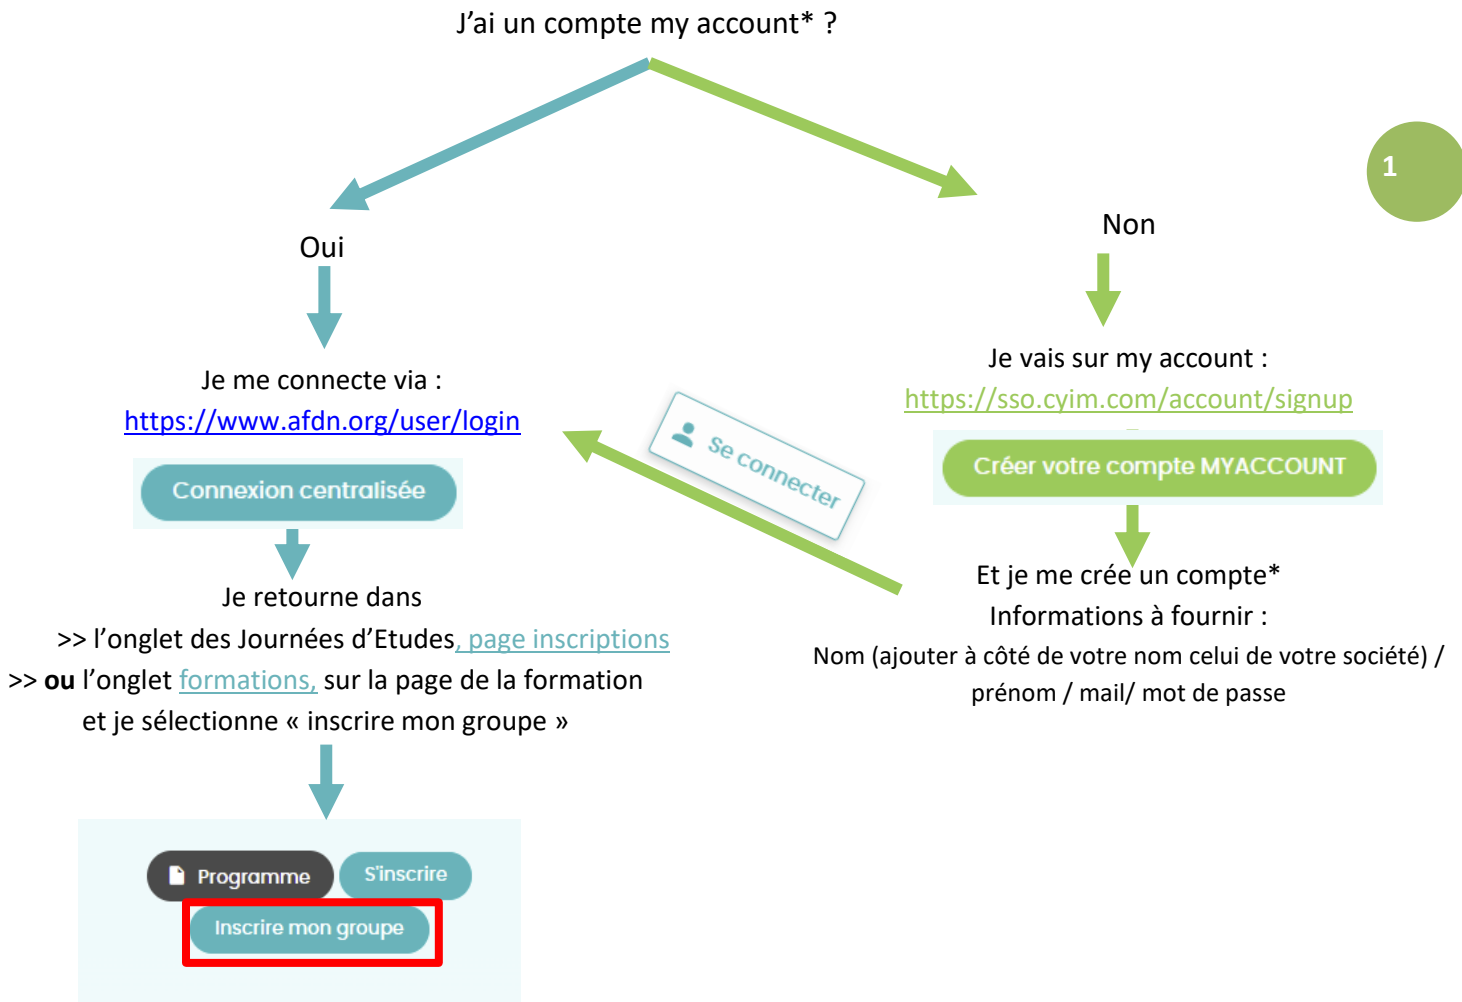 J’ai un compte my account* ?
1
Oui
Non
Je me connecte via :
https://www.afdn.org/user/login
Connexion centralisée
Je retourne dans
>> l’onglet des Journées d’Etudes, page inscriptions
>> ou l’onglet formations, sur la page de la formation
et je sélectionne « inscrire mon groupe »
Programme
S'inscrire
Inscrire mon groupe
Se connecter
Je vais sur my account :
https://sso.cyim.com/account/signup
Créer votre compte MYACCOUNT
Et je me crée un compte*
Informations à fournir :
Nom (ajouter à côté de votre nom celui de votre société) /
prénom / mail/ mot de passe